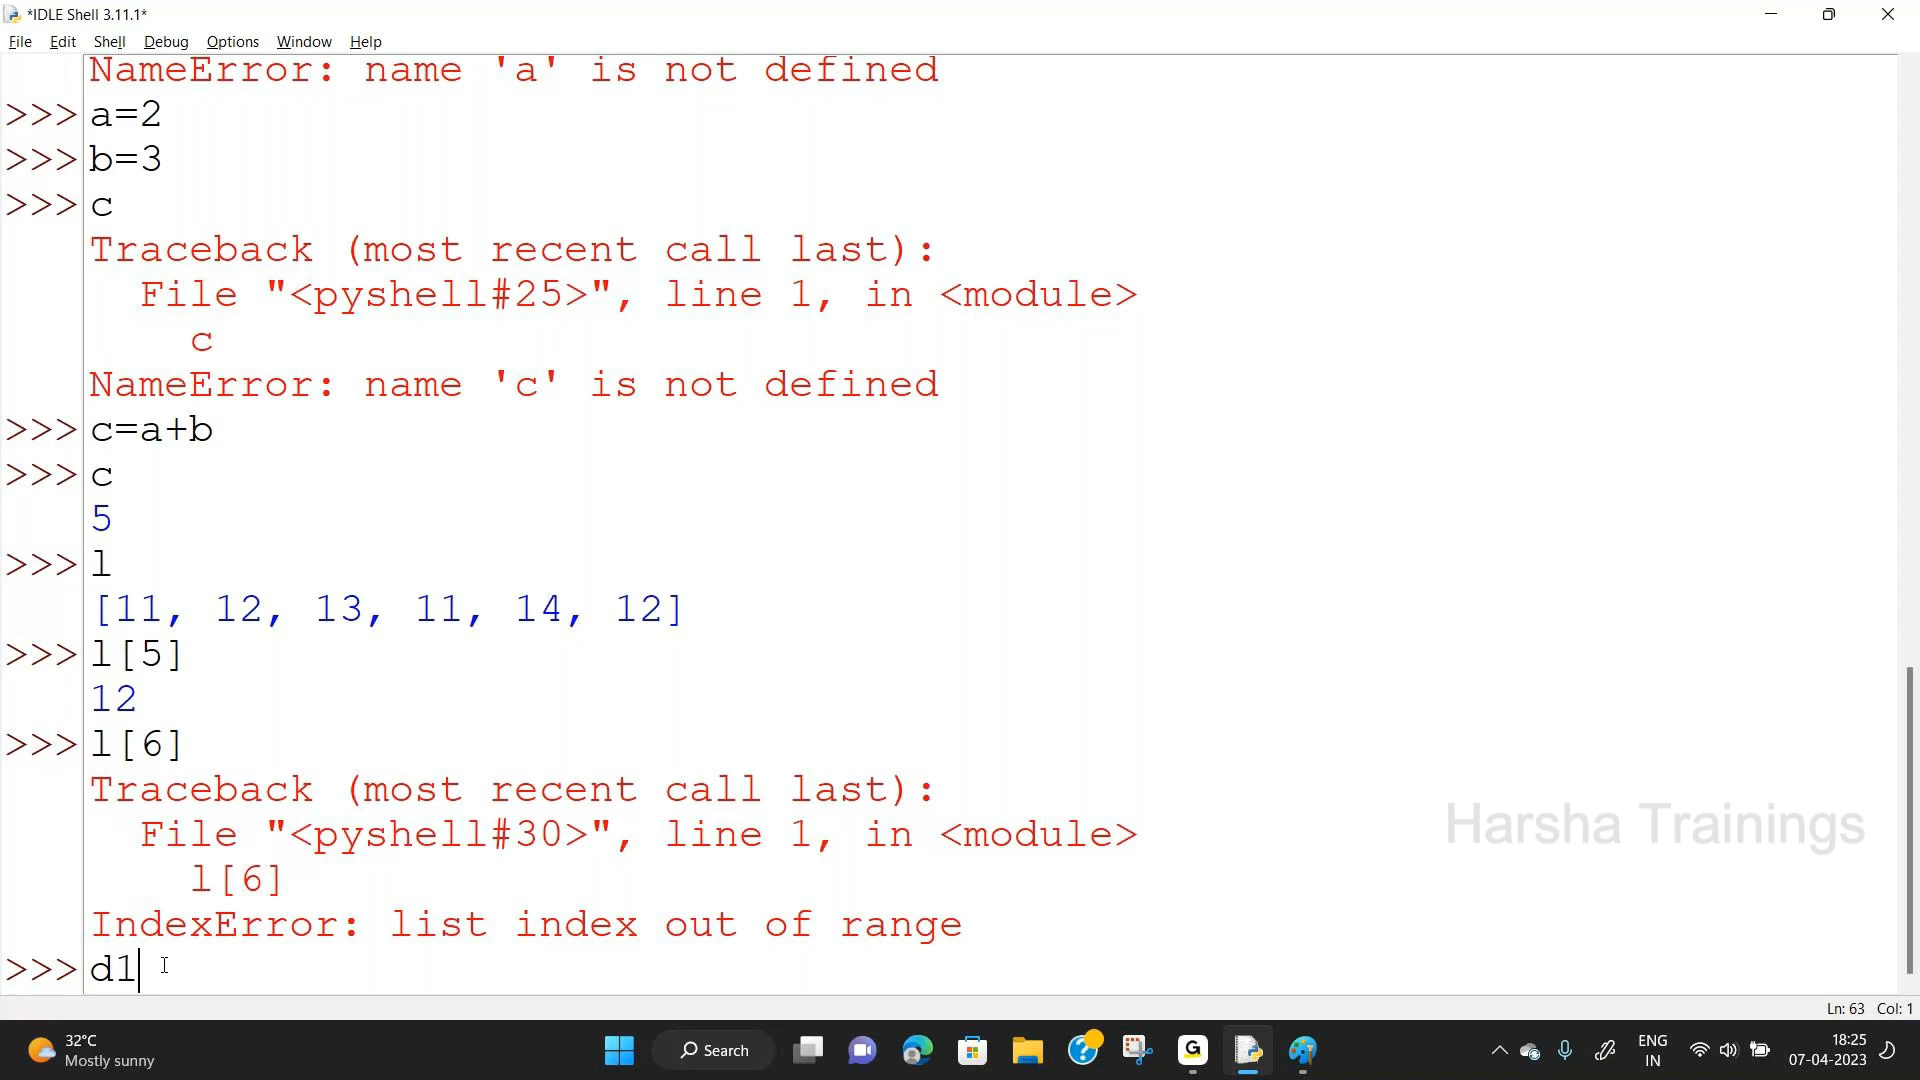 *IDLE Shell 3.11.1*
File Edit Shell Debug Options Window Help
NameError: name 'a' is not defined
>>> a=2
>>> b=3
>>> c
Traceback (most recent call last):
  File "<pyshell#25>", line 1, in <module>
    c
NameError: name 'c' is not defined
>>> c=a+b
>>> c
5
>>> l
[11, 12, 13, 11, 14, 12]
>>> l[5]
12
>>> l[6]
Traceback (most recent call last):
  File "<pyshell#30>", line 1, in <module>
    l[6]
IndexError: list index out of range
>>> d1
Harsha Trainings
Ln: 63 Col: 1
32°C
Mostly sunny
Search
ENG
IN
18:25
07-04-2023